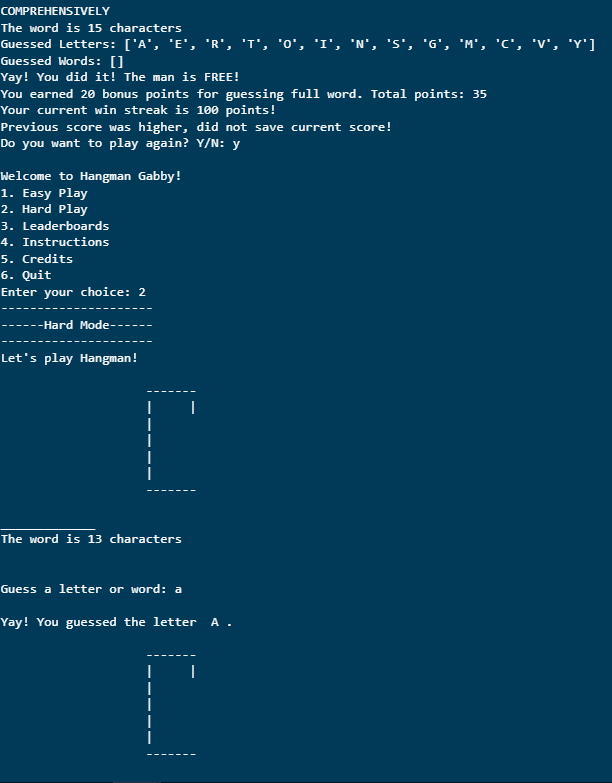 COMPREHENSIVELY
The word is 15 characters
Guessed Letters: ['A', 'E', 'R', 'T', 'O', 'I', 'N', 'S', 'G', 'M', 'C', 'V', 'Y']
Guessed Words: []
Yay! You did it! The man is FREE!
You earned 20 bonus points for guessing full word. Total points: 35
Your current win streak is 100 points!
Previous score was higher, did not save current score!
Do you want to play again? Y/N: y
Welcome to Hangman Gabby!
1. Easy Play
2. Hard Play
3. Leaderboards
4. Instructions
5. Credits
6. Quit
Enter your choice: 2
---------------------
------Hard Mode------
---------------------
Let's play Hangman!
-------
|     |
|
|
|
|
-------
_____________
The word is 13 characters
Guess a letter or word: a
Yay! You guessed the letter  A .
-------
|     |
|
|
|
|
-------